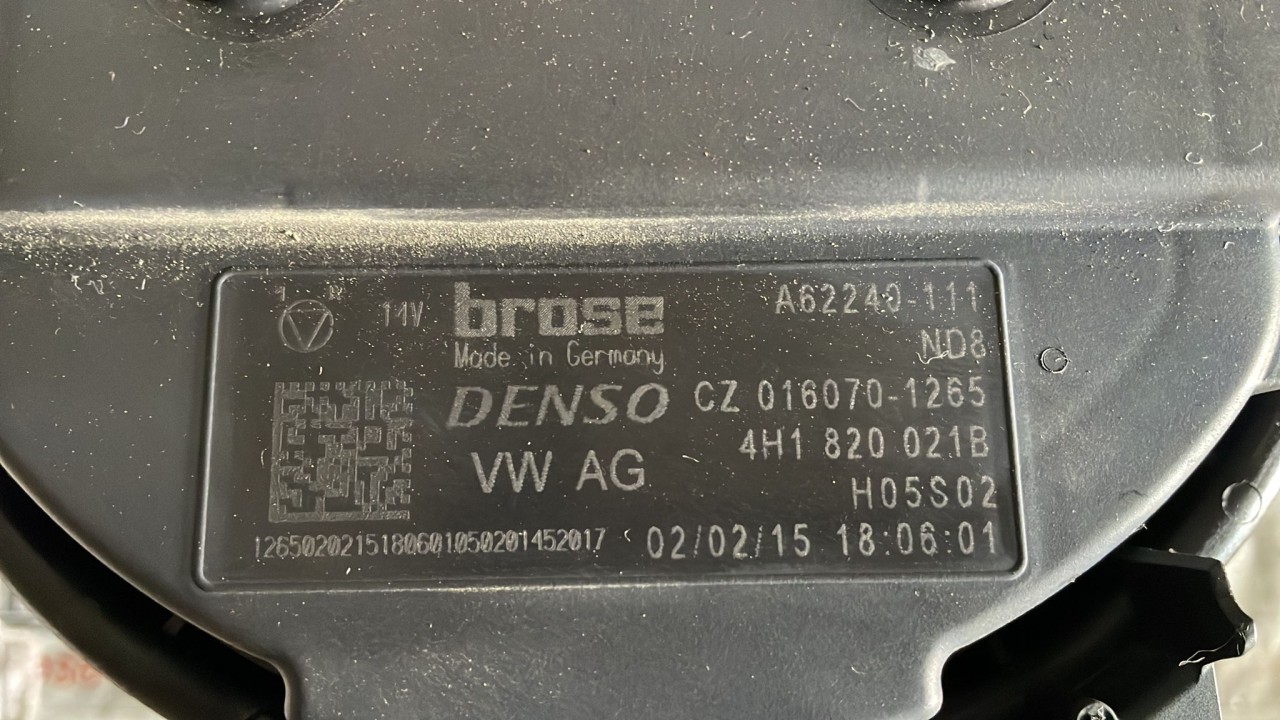 14V brose A62240-111
Made in Germany ND8
DENSO CZ 016070-1265
VW AG 4H1 820 021B
H05S02
1265020215180601050201452017 02/02/15 18:06:01